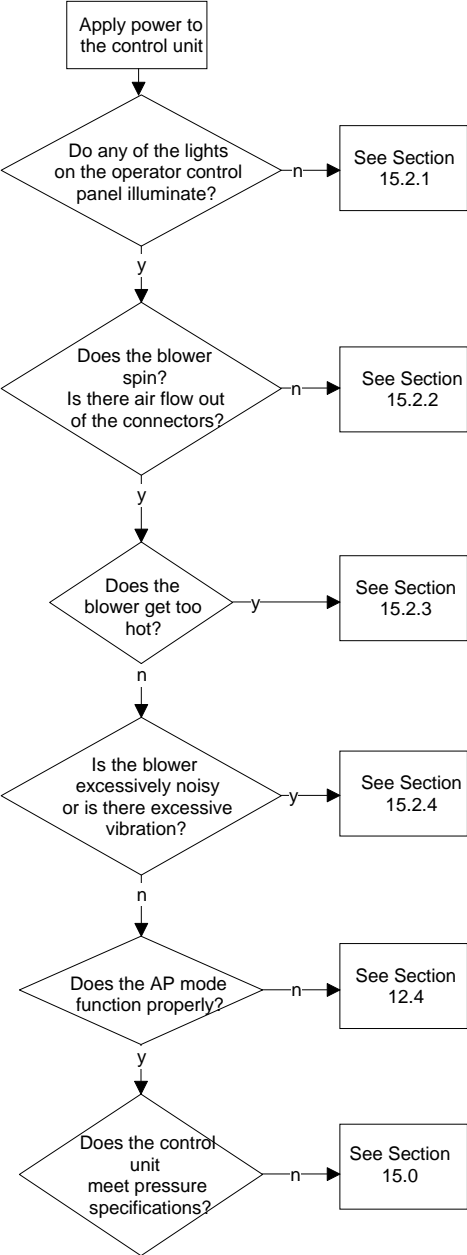 Apply power to
the control unit
Do any of the lights
on the operator control
panel illuminate?
n
See Section
15.2.1
y
Does the blower
spin?
Is there air flow out
of the connectors?
n
See Section
15.2.2
y
Does the
blower get too
hot?
y
See Section
15.2.3
n
Is the blower
excessively noisy
or is there excessive
vibration?
y
See Section
15.2.4
n
Does the AP mode
function properly?
n
See Section
12.4
y
Does the control
unit
meet pressure
specifications?
n
See Section
15.0